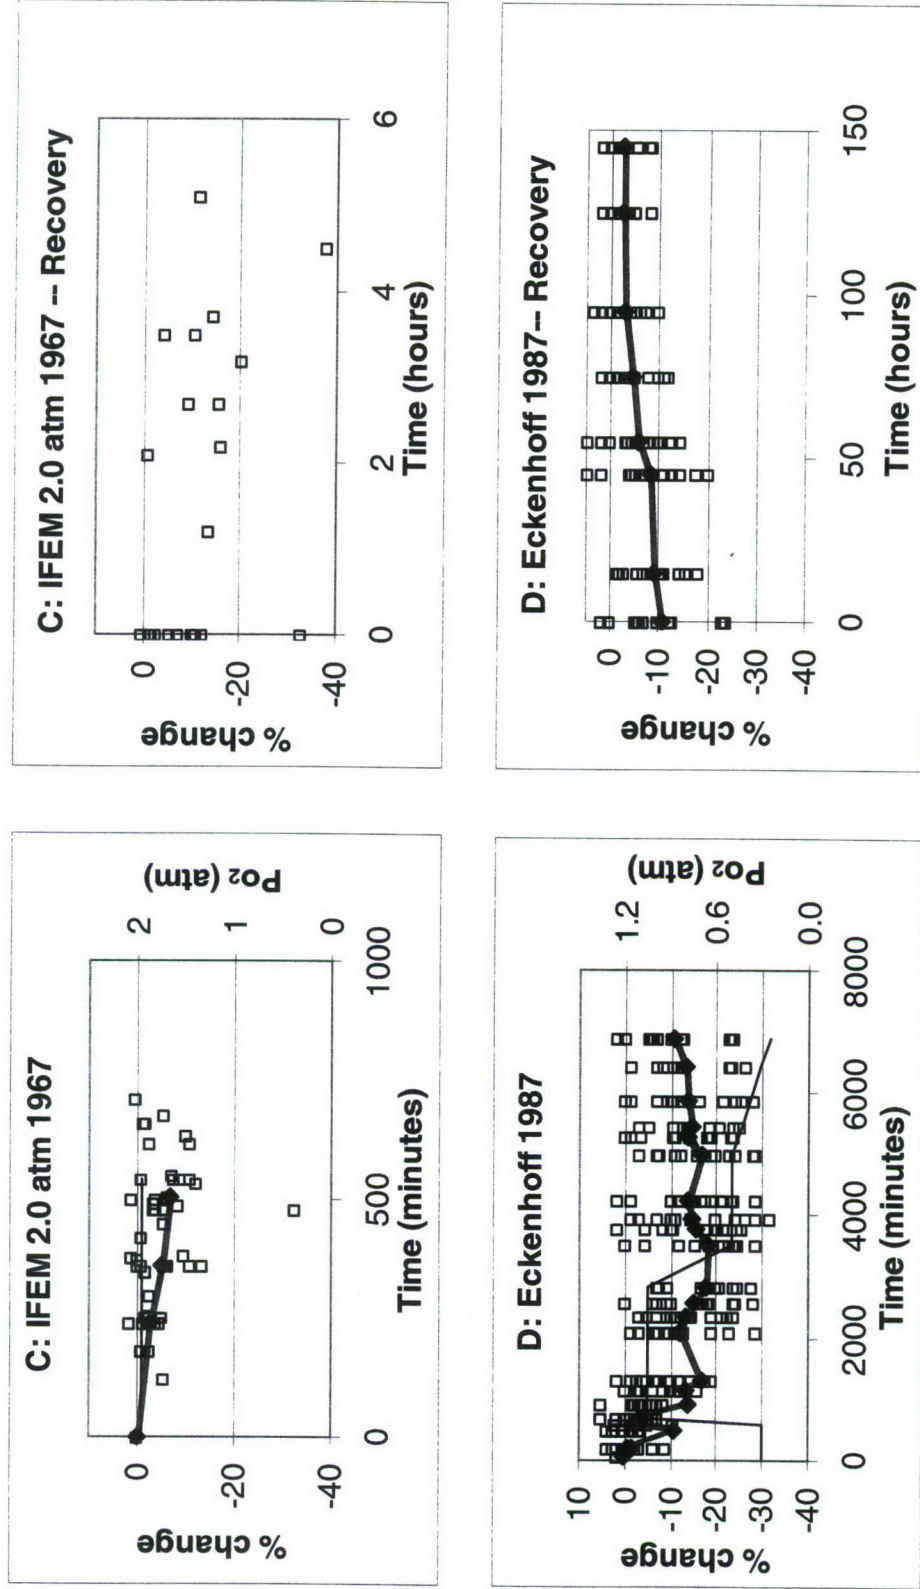 C: IFEM 2.0 atm 1967
% change
0
-20
-40
0
500
1000
Time (minutes)
2
1
0
Po2 (atm)
C: IFEM 2.0 atm 1967 -- Recovery
% change
0
-20
-40
0
2
4
6
Time (hours)
D: Eckenhoff 1987
% change
10
0
-10
-20
-30
-40
0
2000
4000
6000
8000
Time (minutes)
1.2
0.6
0.0
Po2 (atm)
D: Eckenhoff 1987-- Recovery
% change
0
-10
-20
-30
-40
0
50
100
150
Time (hours)